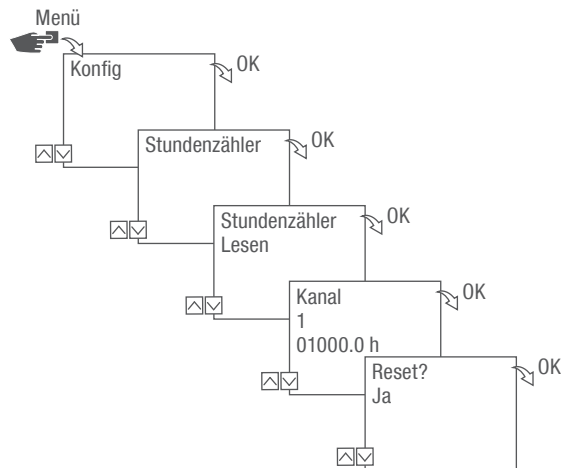 Menü
Konfig
OK
Stundenzähler
OK
Stundenzähler
Lesen
OK
Kanal
1
01000.0 h
OK
Reset?
Ja
OK